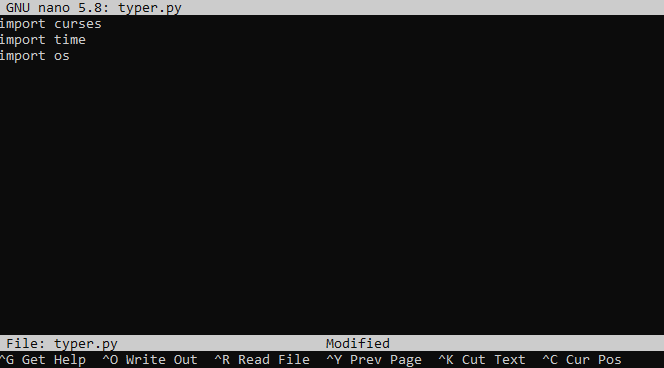 GNU nano 5.8: typer.py
import curses
import time
import os
File: typer.py Modified
^G Get Help ^O Write Out ^R Read File ^Y Prev Page ^K Cut Text ^C Cur Pos